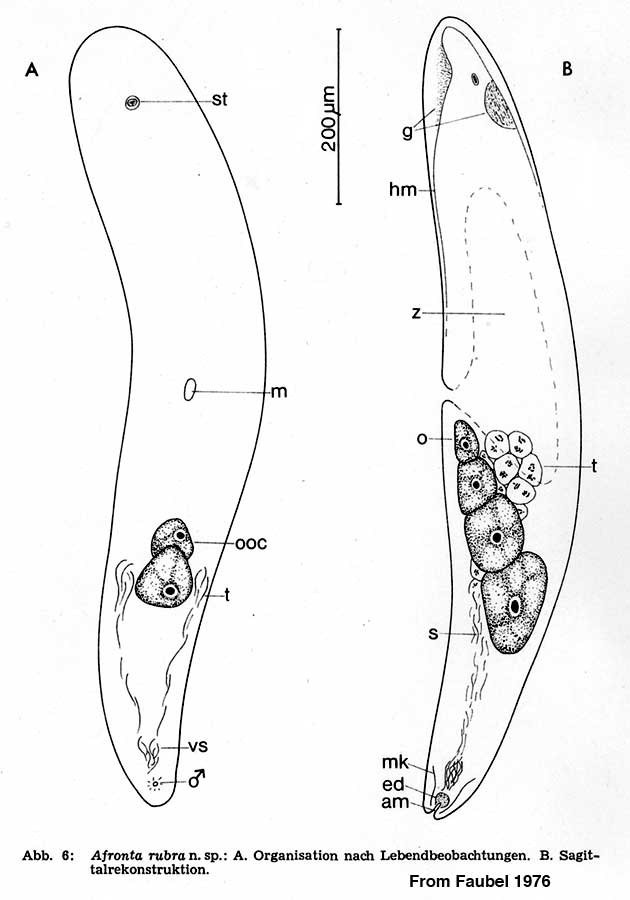 A
B
st
200 µm
g
hm
z
m
o
t
ooc
t
s
vs
mk
♂
ed
am
Abb. 6: Afronta rubra n. sp.: A. Organisation nach Lebendbeobachtungen. B. Sagit-
talrekonstruktion.
From Faubel 1976